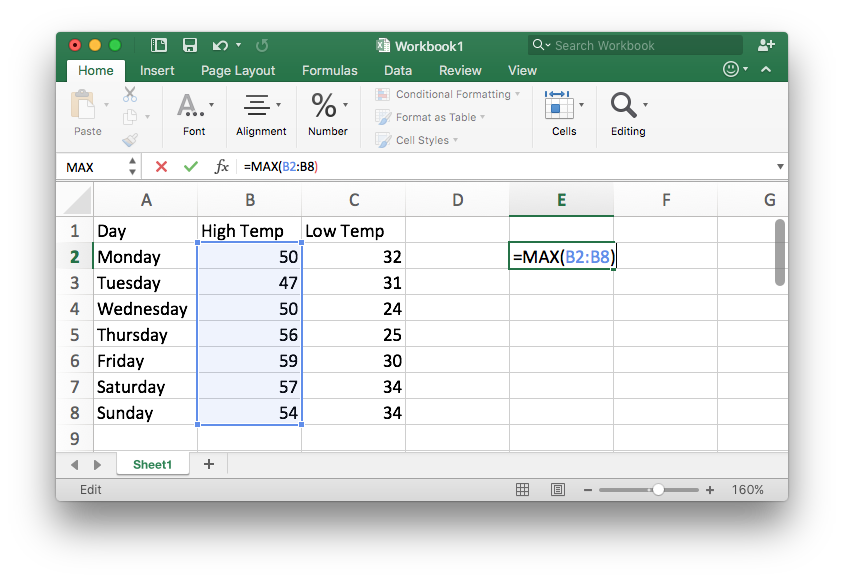 Workbook1
Search Workbook
Home Insert Page Layout Formulas Data Review View
Paste
A...
Font
Alignment
%
Number
Conditional Formatting
Format as Table
Cell Styles
Cells
Editing
MAX fx =MAX(B2:B8)
A B C D E F G
1 Day High Temp Low Temp
2 Monday 50 32 =MAX(B2:B8)
3 Tuesday 47 31
4 Wednesday 50 24
5 Thursday 56 25
6 Friday 59 30
7 Saturday 57 34
8 Sunday 54 34
9
Sheet1 +
Edit − + 160%